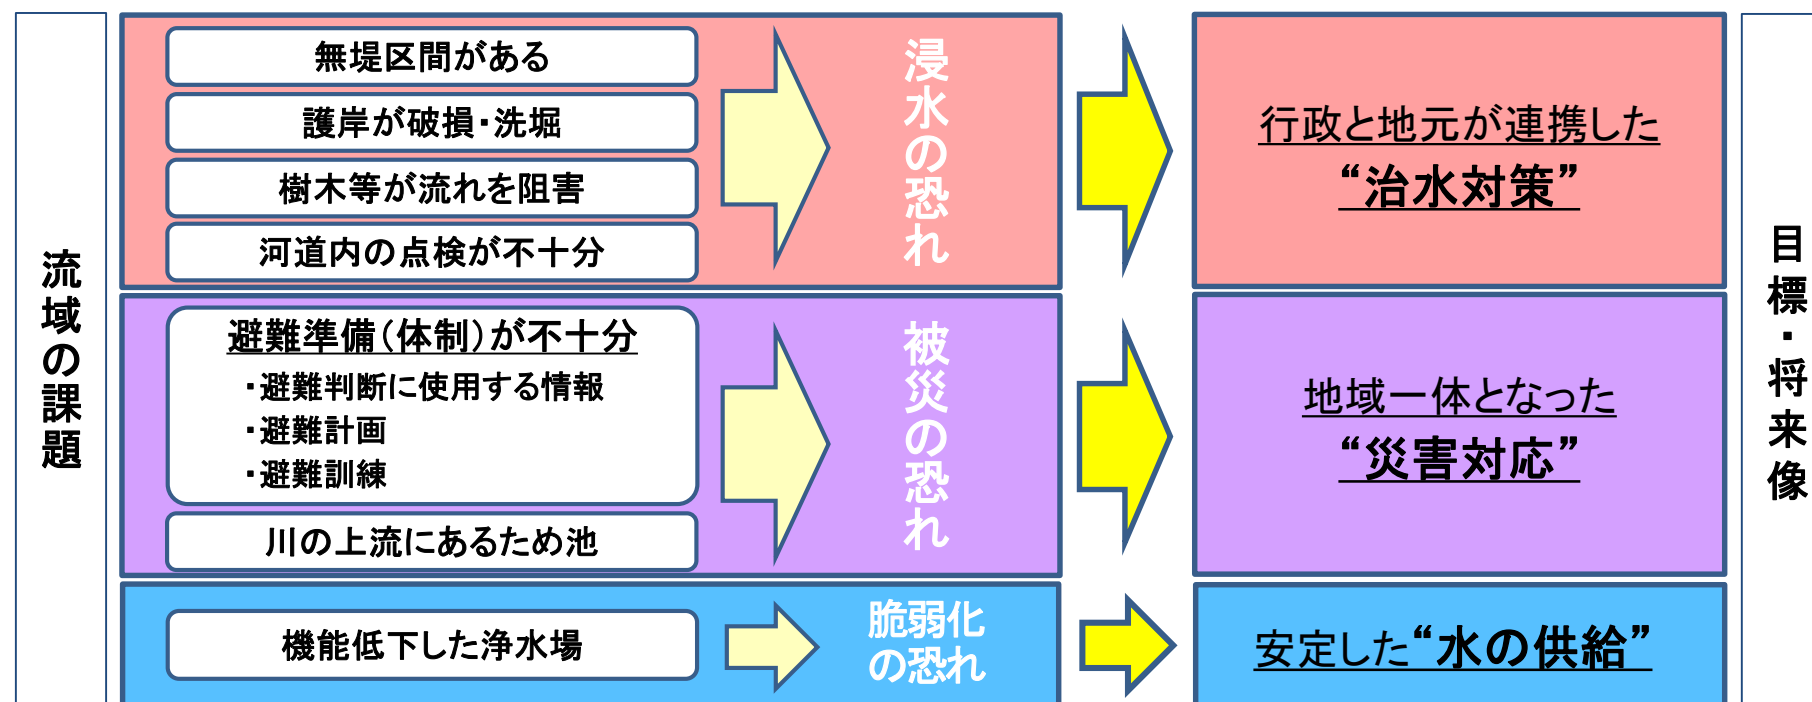 流域の課題
無堤区間がある
護岸が破損・洗堀
樹木等が流れを阻害
河道内の点検が不十分
浸水の恐れ
行政と地元が連携した
“治水対策”
避難準備（体制）が不十分
・避難判断に使用する情報
・避難計画
・避難訓練
川の上流にあるため池
被災の恐れ
地域一体となった
“災害対応”
機能低下した浄水場
脆弱化
の恐れ
安定した“水の供給”
目標・将来像